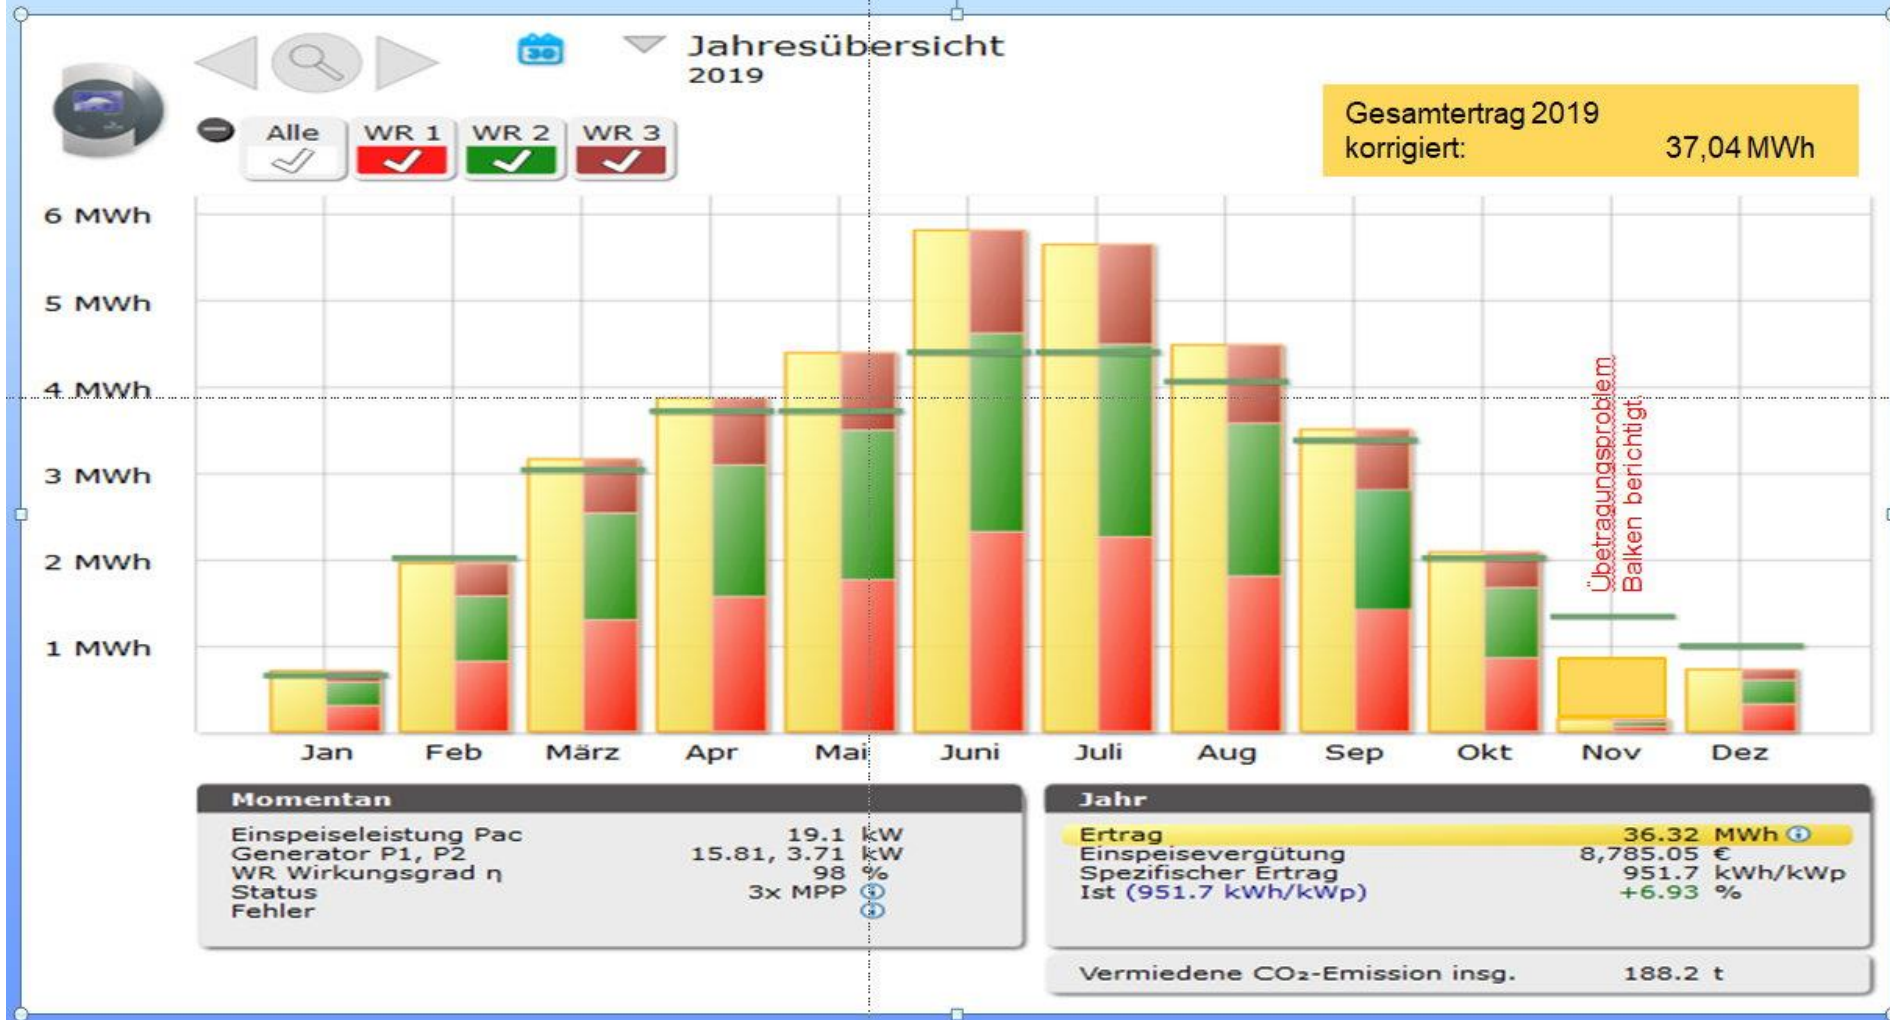 Jahresübersicht
2019
30
Gesamtertrag 2019
korrigiert: 37,04 MWh
Alle WR 1 WR 2 WR 3
6 MWh
5 MWh
4 MWh
3 MWh
2 MWh
1 MWh
Übetragungsproblem
Balken berichtigt.
Jan Feb März Apr Mai Juni Juli Aug Sep Okt Nov Dez
Momentan
Einspeiseleistung Pac 19.1 kW
Generator P1, P2 15.81, 3.71 kW
WR Wirkungsgrad η 98 %
Status 3x MPP
Fehler
Jahr
Ertrag 36.32 MWh
Einspeisevergütung 8,785.05 €
Spezifischer Ertrag 951.7 kWh/kWp
Ist (951.7 kWh/kWp) +6.93 %
Vermiedene CO₂-Emission insg. 188.2 t